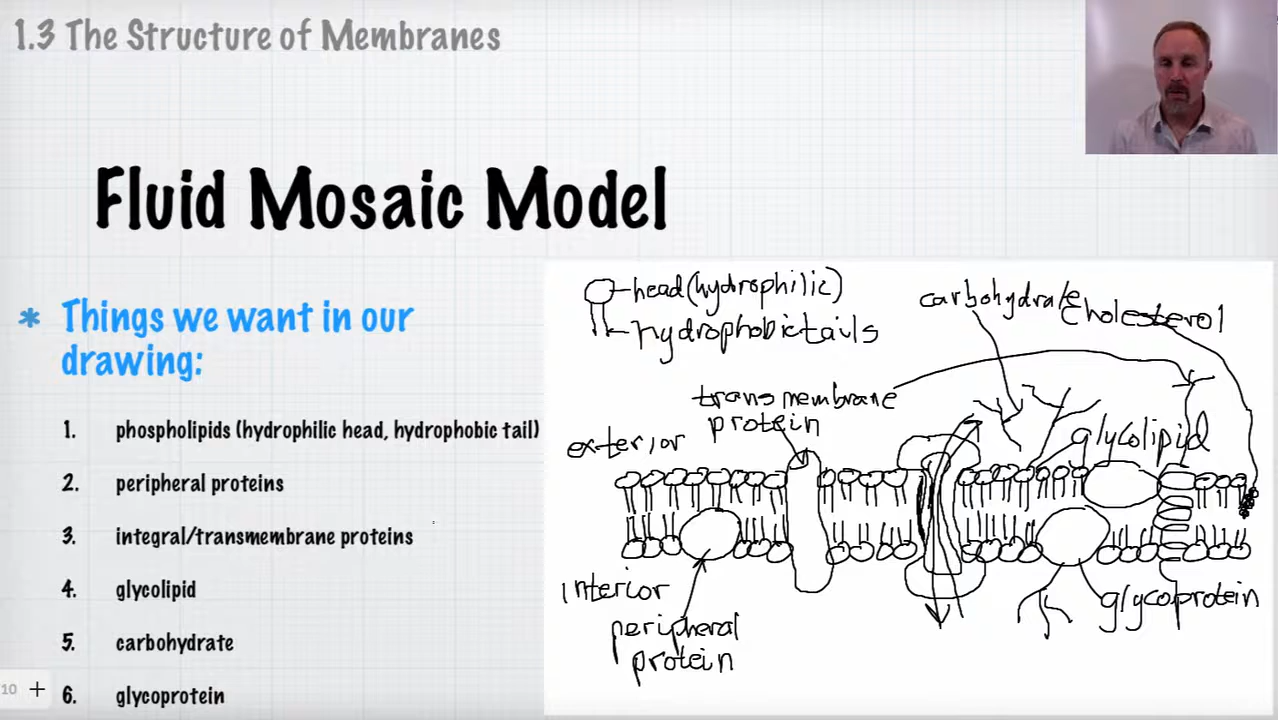 1.3 The Structure of Membranes
Fluid Mosaic Model
* Things we want in our
drawing:
1. phospholipids (hydrophilic head, hydrophobic tail)
2. peripheral proteins
3. integral/transmembrane proteins
4. glycolipid
5. carbohydrate
6. glycoprotein
10 +
head(hydrophilic)
hydrophobic tails
carbohydrate
cholesterol
trans membrane
protein
exterior
glycolipid
interior
peripheral
protein
glycoprotein